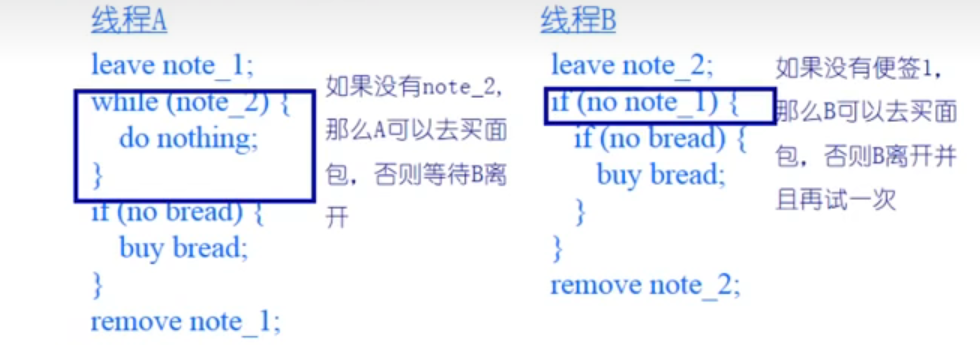 线程A
leave note_1;
while (note_2) {
do nothing;
}
if (no bread) {
buy bread;
}
remove note_1;
如果没有note_2,
那么A可以去买面
包，否则等待B离
开
线程B
leave note_2;
if (no note_1) {
if (no bread) {
buy bread;
}
}
remove note_2;
如果没有便签1,
那么B可以去买面
包，否则B离开并
且再试一次